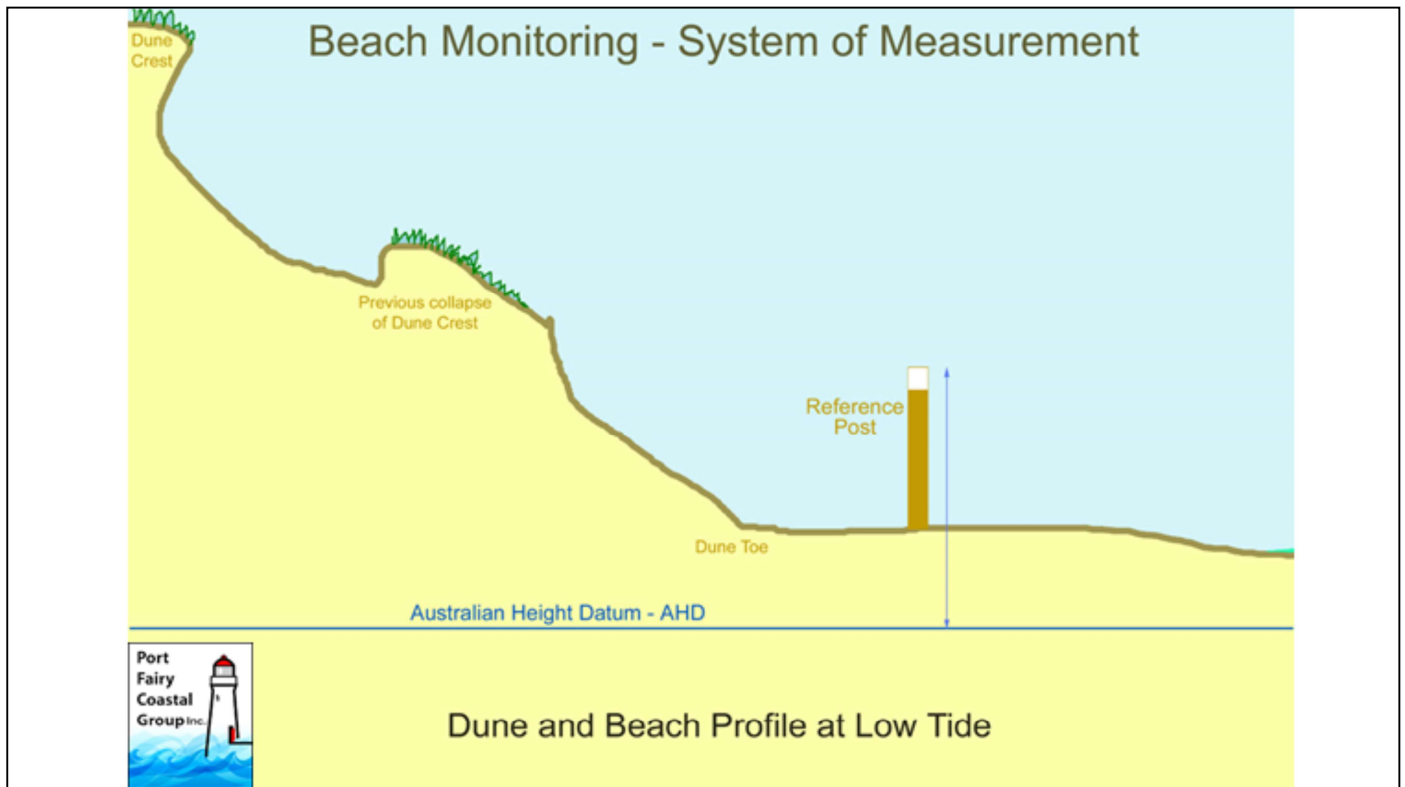 Beach Monitoring - System of Measurement
Dune
Crest
Previous collapse
of Dune Crest
Reference
Post
Dune Toe
Australian Height Datum - AHD
Port
Fairy
Coastal
Group Inc.
Dune and Beach Profile at Low Tide